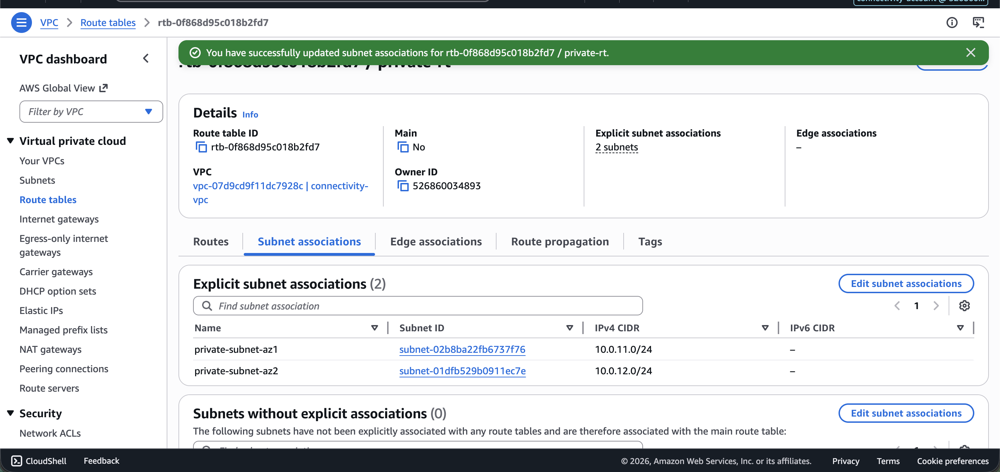 VPC
Route tables
rtb-0f868d95c018b2fd7
You have successfully updated subnet associations for rtb-0f868d95c018b2fd7 / private-rt.
VPC dashboard
AWS Global View
Filter by VPC
Virtual private cloud
Your VPCs
Subnets
Route tables
Internet gateways
Egress-only internet
gateways
Carrier gateways
DHCP option sets
Elastic IPs
Managed prefix lists
NAT gateways
Peering connections
Route servers
Security
Network ACLs
rtb-0f868d95c018b2fd7 / private-rt
Details Info
Route table ID
rtb-0f868d95c018b2fd7
Main
No
Explicit subnet associations
2 subnets
Edge associations
–
VPC
vpc-07d9cd9f11dc7928c | connectivity-
vpc
Owner ID
526860034893
Routes
Subnet associations
Edge associations
Route propagation
Tags
Explicit subnet associations (2)
Edit subnet associations
Find subnet association
1
Name Subnet ID IPv4 CIDR IPv6 CIDR
private-subnet-az1 subnet-02b8ba22fb6737f76 10.0.11.0/24 –
private-subnet-az2 subnet-01dfb529b0911ec7e 10.0.12.0/24 –
Subnets without explicit associations (0)
Edit subnet associations
The following subnets have not been explicitly associated with any route tables and are therefore associated with the main route table:
CloudShell
Feedback
© 2026, Amazon Web Services, Inc. or its affiliates.
Privacy
Terms
Cookie preferences